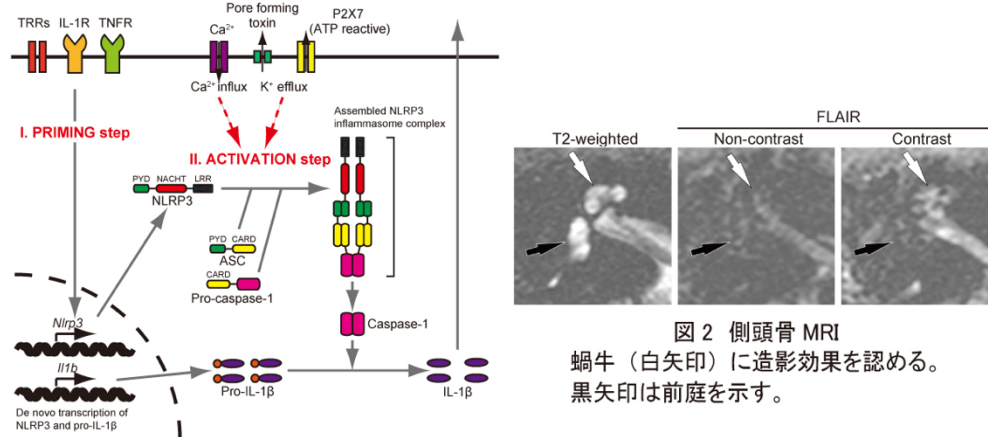 TRRs IL-1R TNFR
Ca²⁺
Pore forming
toxin
P2X7
(ATP reactive)
Ca²⁺ influx
K⁺ efflux
I. PRIMING step
II. ACTIVATION step
Assembled NLRP3
inflammasome complex
PYD NACHT LRR
NLRP3
PYD CARD
ASC
CARD
Pro-caspase-1
Caspase-1
Nlrp3
Il1b
Pro-IL-1β
IL-1β
De novo transcription of
NLRP3 and pro-IL-1β
FLAIR
T2-weighted
Non-contrast
Contrast
図 2 側頭骨 MRI
蝸牛（白矢印）に造影効果を認める。
黒矢印は前庭を示す。